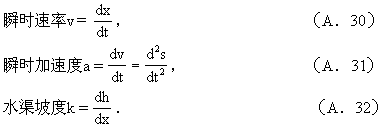 瞬时速率v＝dx/dt， （A．30）
瞬时加速度a＝dv/dt＝d²s/dt²， （A．31）
水渠坡度k＝dh/dx． （A．32）